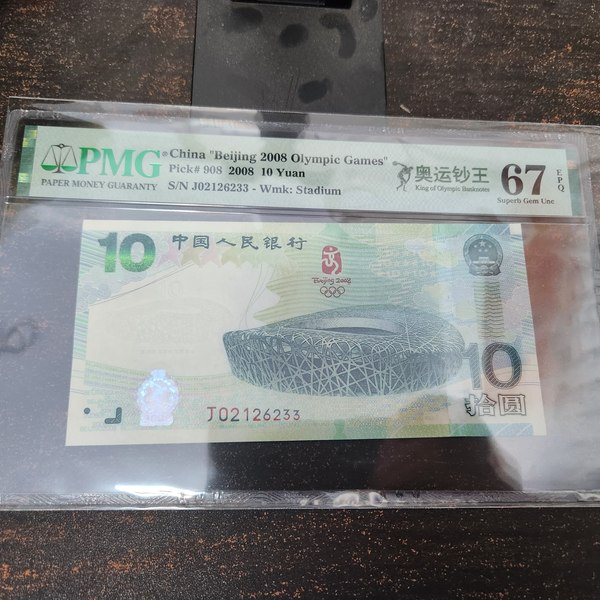 PMG® China "Beijing 2008 Olympic Games"
PAPER MONEY GUARANTY
Pick# 908 2008 10 Yuan
S/N J02126233 - Wmk: Stadium
奥运钞王
King of Olympic Banknotes
67 EPQ
Superb Gem Unc
10 中国人民银行
Beijing 2008
10
拾圆
J02126233